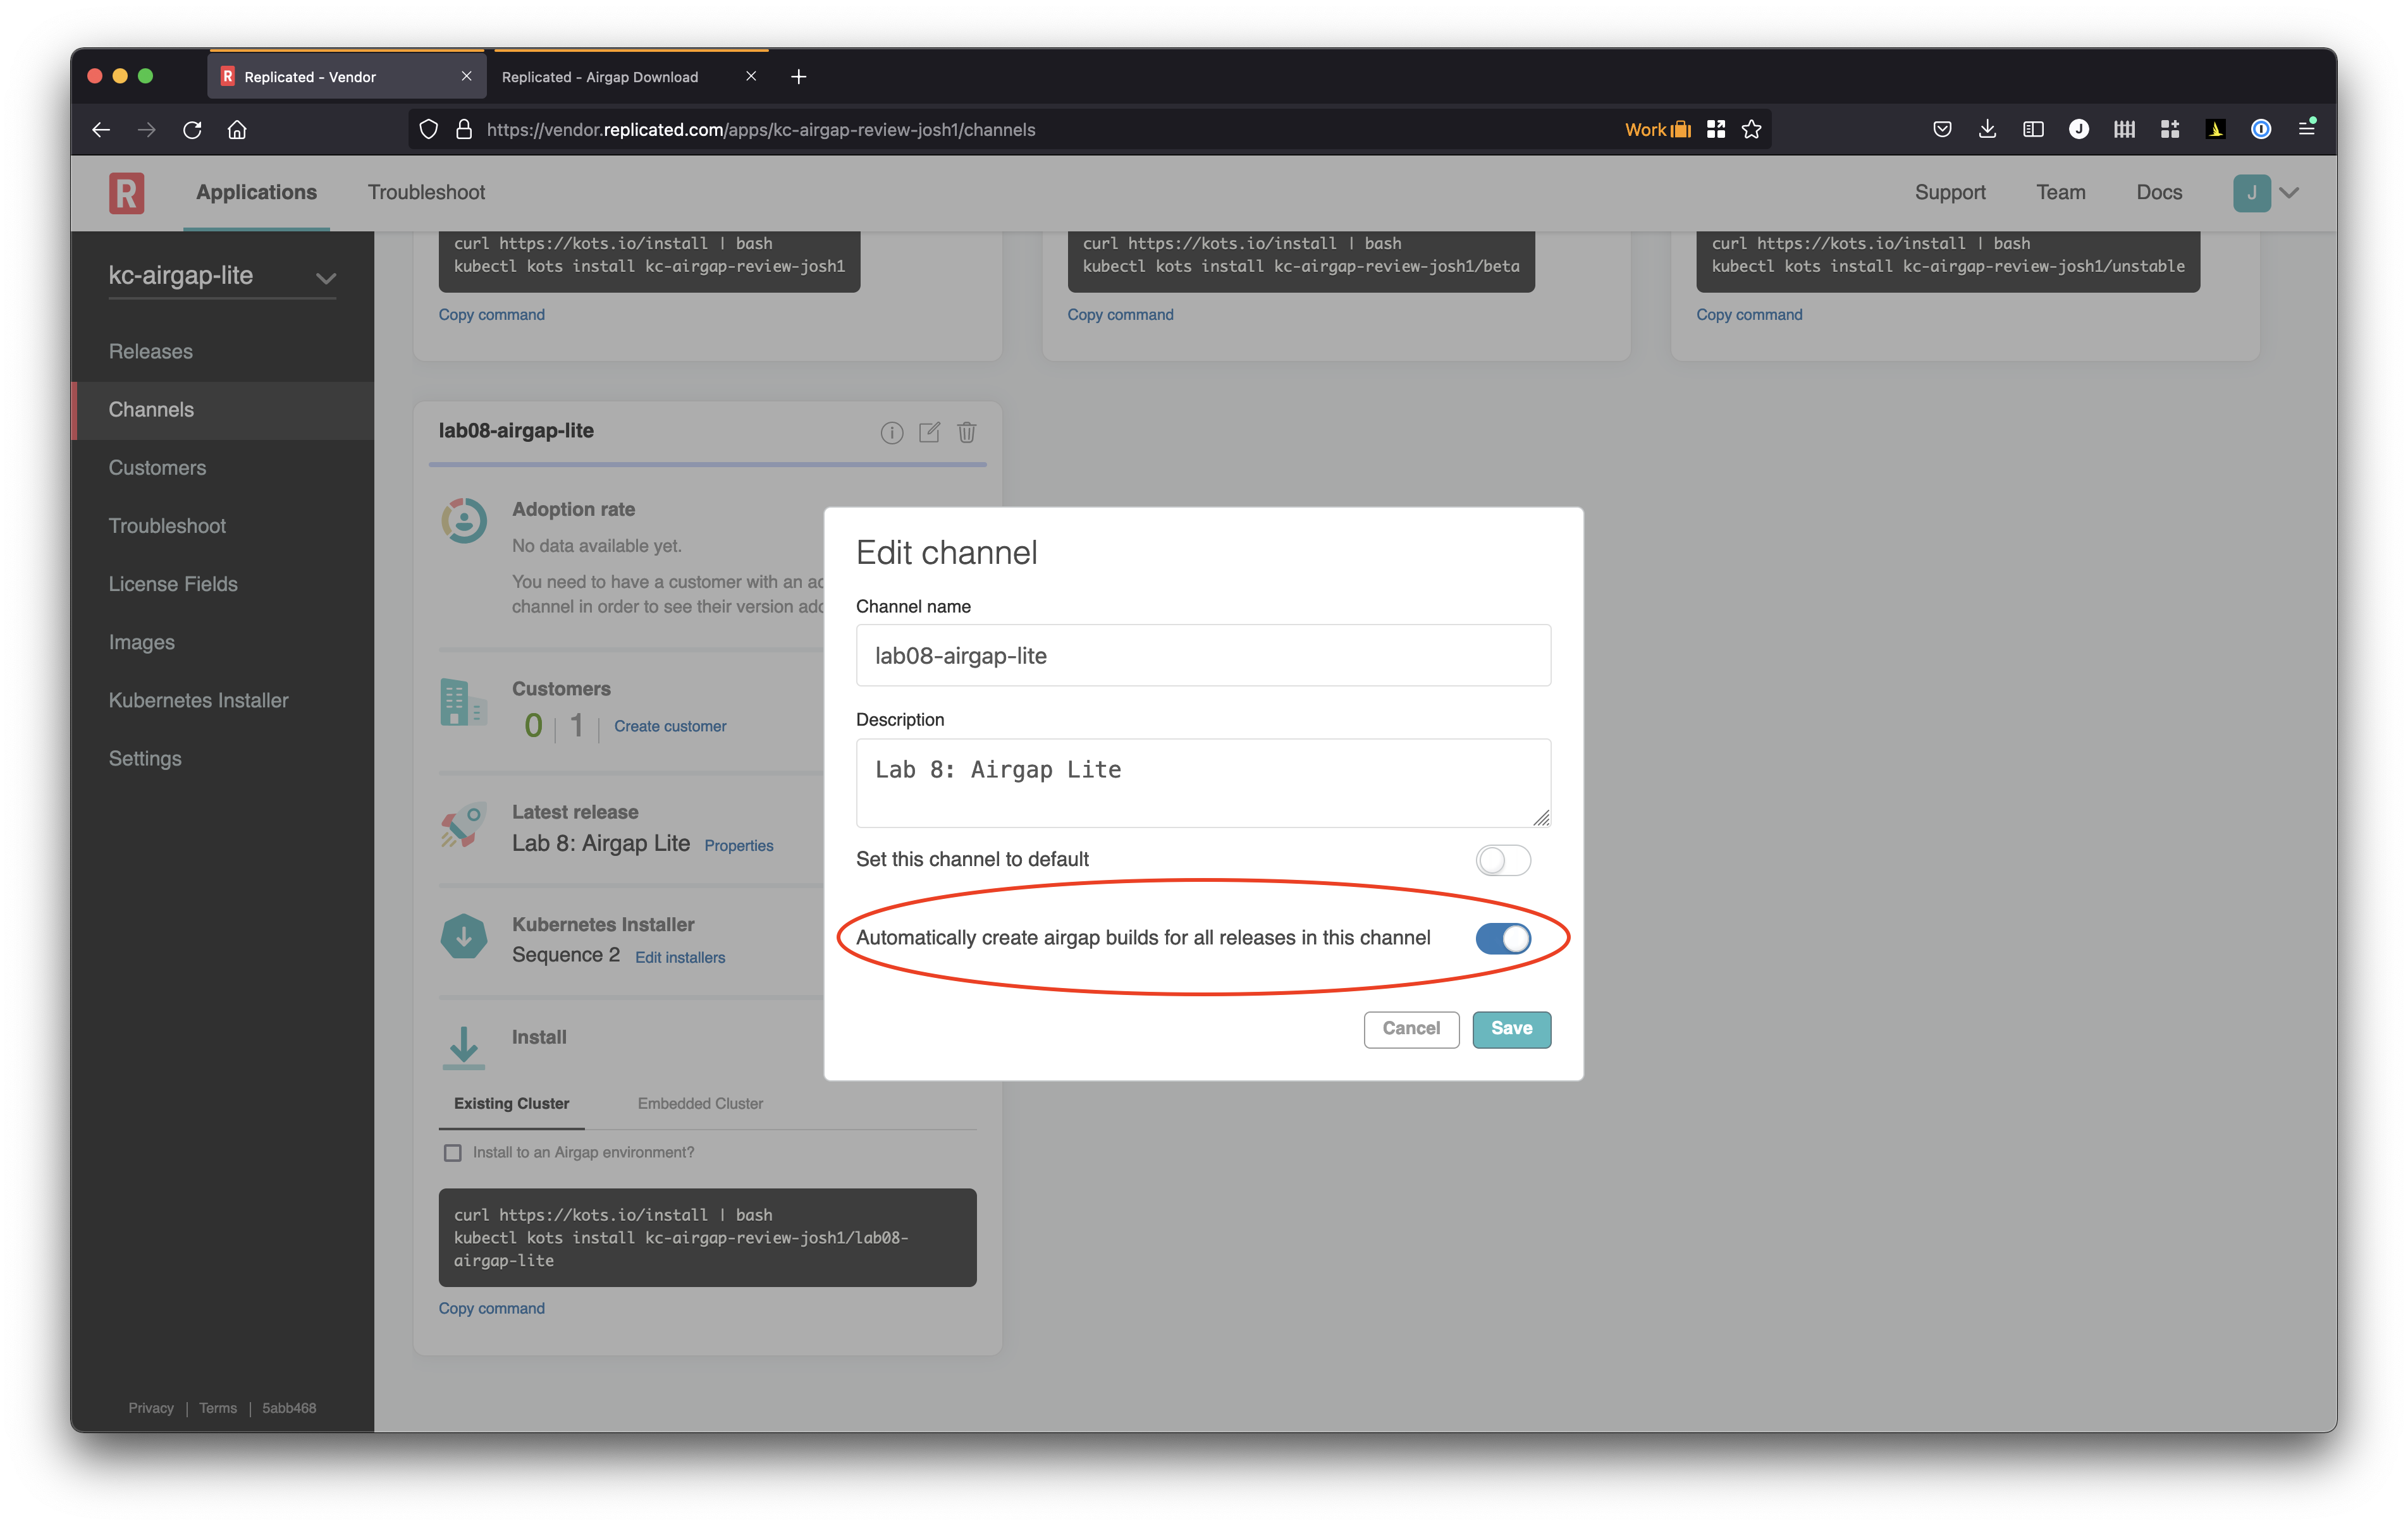 R Replicated - Vendor
Replicated - Airgap Download
https://vendor.replicated.com/apps/kc-airgap-review-josh1/channels
Work
J
R
Applications
Troubleshoot
Support
Team
Docs
J
kc-airgap-lite
Releases
Channels
Customers
Troubleshoot
License Fields
Images
Kubernetes Installer
Settings
Privacy | Terms | 5abb468
curl https://kots.io/install | bash
kubectl kots install kc-airgap-review-josh1
Copy command
curl https://kots.io/install | bash
kubectl kots install kc-airgap-review-josh1/beta
Copy command
curl https://kots.io/install | bash
kubectl kots install kc-airgap-review-josh1/unstable
Copy command
lab08-airgap-lite
Adoption rate
No data available yet.
You need to have a customer with an
channel in order to see their version
Customers
0 | 1 | Create customer
Latest release
Lab 8: Airgap Lite Properties
Kubernetes Installer
Sequence 2 Edit installers
Install
Existing Cluster
Embedded Cluster
Install to an Airgap environment?
curl https://kots.io/install | bash
kubectl kots install kc-airgap-review-josh1/lab08-
airgap-lite
Copy command
Edit channel
Channel name
lab08-airgap-lite
Description
Lab 8: Airgap Lite
Set this channel to default
Automatically create airgap builds for all releases in this channel
Cancel
Save